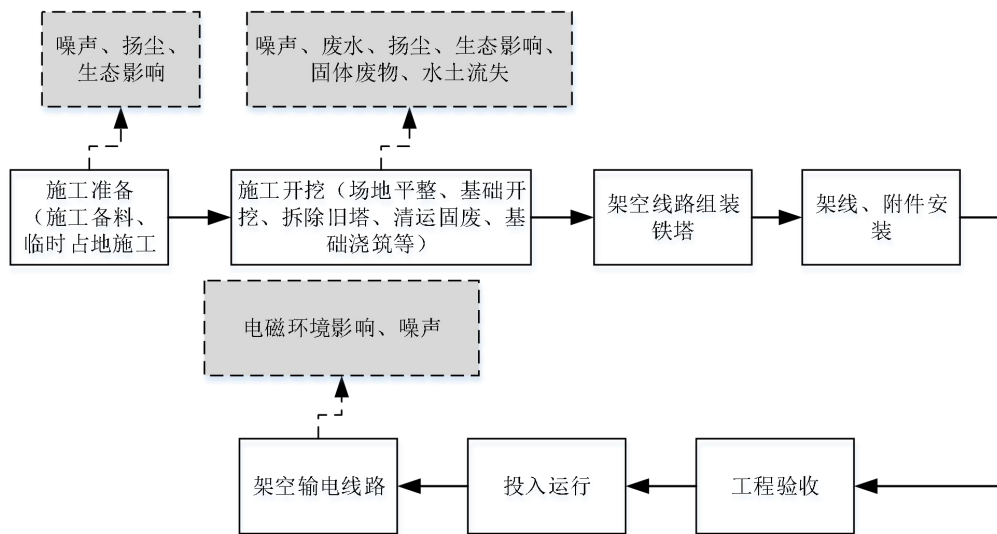 噪声、扬尘、
生态影响
噪声、废水、扬尘、生态影响、
固体废物、水土流失
施工准备
（施工备料、
临时占地施工
施工开挖（场地平整、基础开
挖、拆除旧塔、清运固废、基
础浇筑等）
架空线路组装
铁塔
架线、附件安
装
电磁环境影响、噪声
架空输电线路
投入运行
工程验收